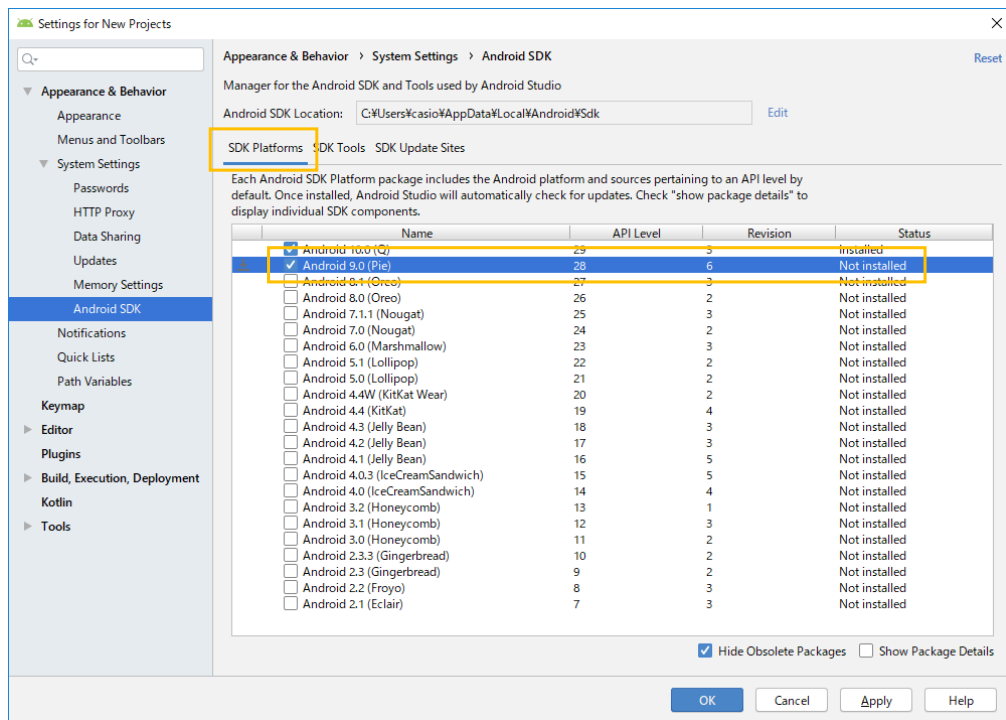 Settings for New Projects
Appearance & Behavior
Appearance
Menus and Toolbars
System Settings
Passwords
HTTP Proxy
Data Sharing
Updates
Memory Settings
Android SDK
Notifications
Quick Lists
Path Variables
Keymap
Editor
Plugins
Build, Execution, Deployment
Kotlin
Tools
Appearance & Behavior › System Settings › Android SDK Reset
Manager for the Android SDK and Tools used by Android Studio
Android SDK Location: C:¥Users¥casio¥AppData¥Local¥Android¥Sdk Edit
SDK Platforms SDK Tools SDK Update Sites
Each Android SDK Platform package includes the Android platform and sources pertaining to an API level by
default. Once installed, Android Studio will automatically check for updates. Check "show package details" to
display individual SDK components.
Name API Level Revision Status
Android 10.0 (Q) 29 3 Installed
Android 9.0 (Pie) 28 6 Not installed
Android 8.1 (Oreo) 27 3 Not installed
Android 8.0 (Oreo) 26 2 Not installed
Android 7.1.1 (Nougat) 25 3 Not installed
Android 7.0 (Nougat) 24 2 Not installed
Android 6.0 (Marshmallow) 23 3 Not installed
Android 5.1 (Lollipop) 22 2 Not installed
Android 5.0 (Lollipop) 21 2 Not installed
Android 4.4W (KitKat Wear) 20 2 Not installed
Android 4.4 (KitKat) 19 4 Not installed
Android 4.3 (Jelly Bean) 18 3 Not installed
Android 4.2 (Jelly Bean) 17 3 Not installed
Android 4.1 (Jelly Bean) 16 5 Not installed
Android 4.0.3 (IceCreamSandwich) 15 5 Not installed
Android 4.0 (IceCreamSandwich) 14 4 Not installed
Android 3.2 (Honeycomb) 13 1 Not installed
Android 3.1 (Honeycomb) 12 3 Not installed
Android 3.0 (Honeycomb) 11 2 Not installed
Android 2.3.3 (Gingerbread) 10 2 Not installed
Android 2.3 (Gingerbread) 9 2 Not installed
Android 2.2 (Froyo) 8 3 Not installed
Android 2.1 (Eclair) 7 3 Not installed
Hide Obsolete Packages Show Package Details
OK Cancel Apply Help